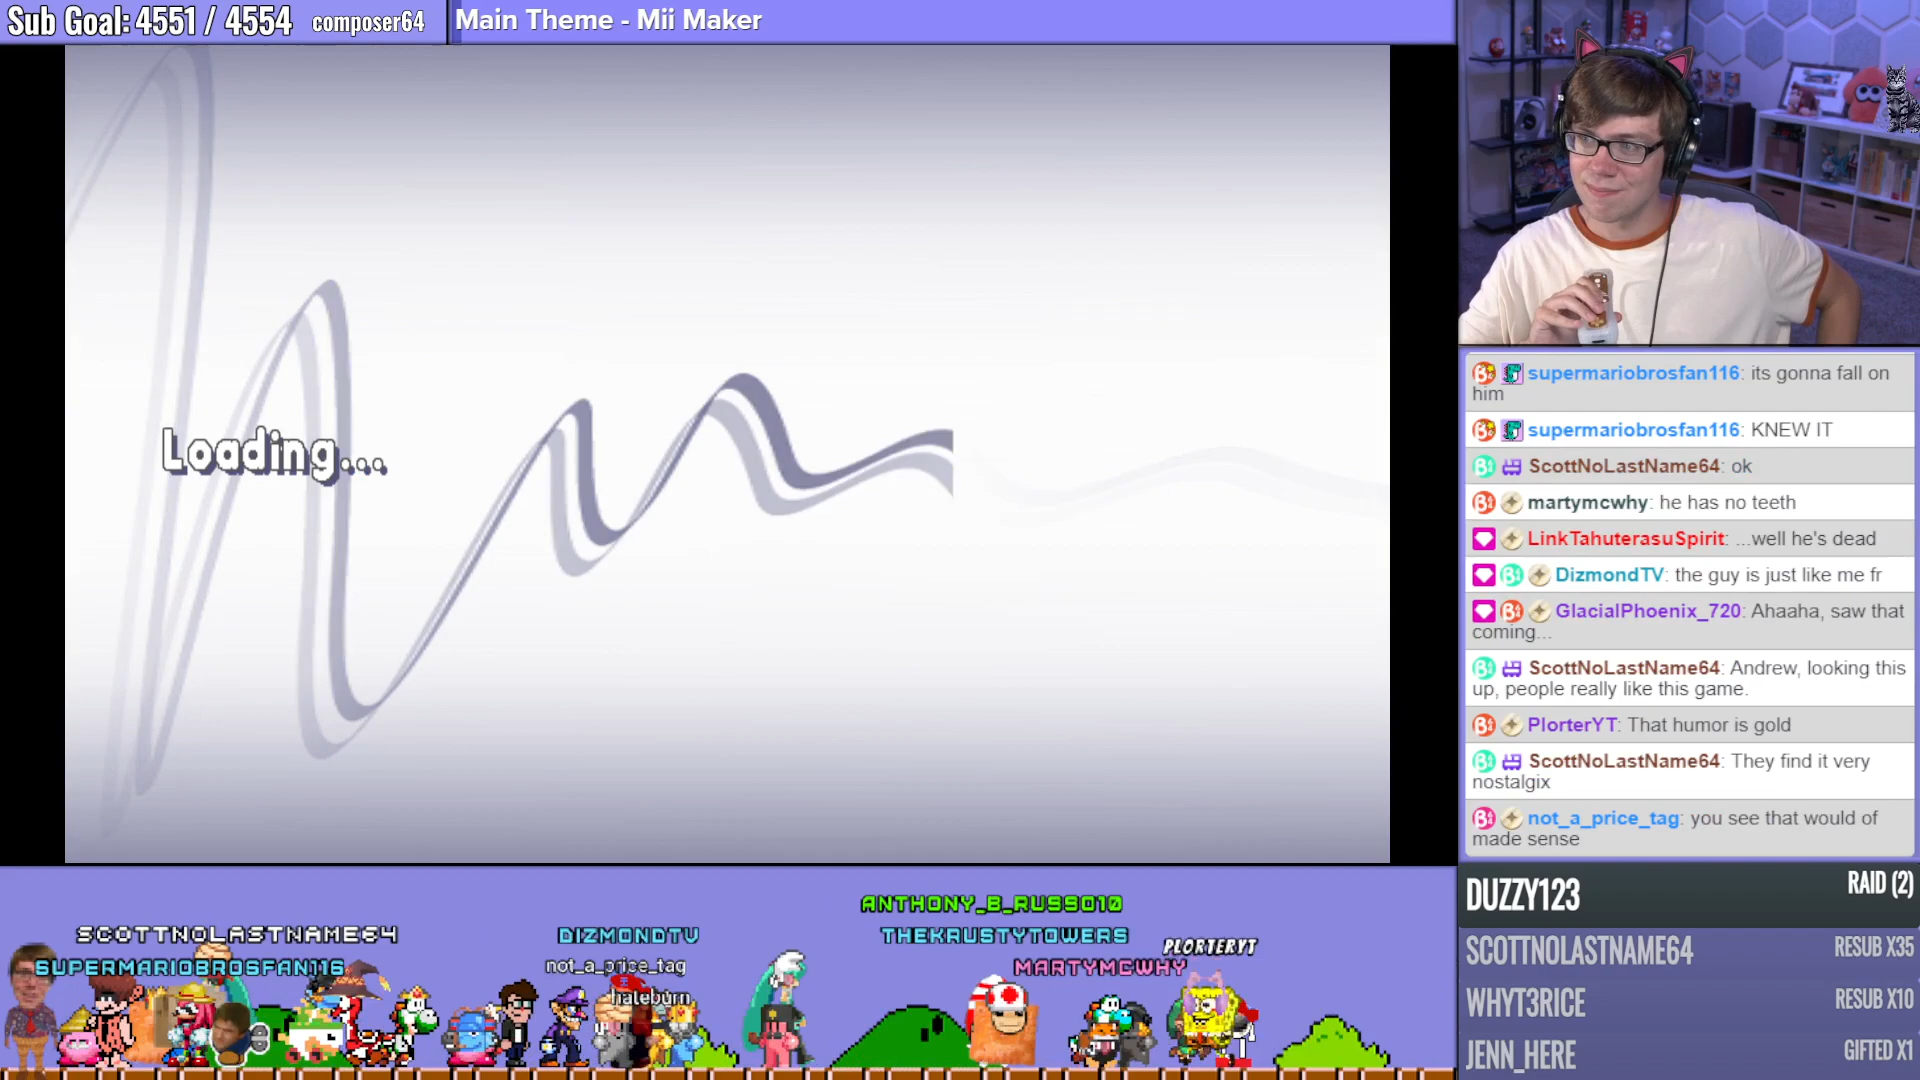 Sub Goal: 4551 / 4554 composer64
Main Theme - Mii Maker
Loading...
supermariobrosfan116: its gonna fall on
him
supermariobrosfan116: KNEW IT
ScottNoLastName64: ok
martymcwhy: he has no teeth
LinkTahuterasuSpirit: ...well he's dead
DizmondTV: the guy is just like me fr
GlacialPhoenix_720: Ahaaha, saw that
coming...
ScottNoLastName64: Andrew, looking this
up, people really like this game.
PlorterYT: That humor is gold
ScottNoLastName64: They find it very
nostalgix
not_a_price_tag: you see that would of
made sense
DUZZY123 RAID (2)
SCOTTNOLASTNAME64 RESUB X35
WHYT3RICE RESUB X10
JENN_HERE GIFTED X1
ANTHONY_B_RUSSO10
SCOTTNOLASTNAME64 DIZMONDTV THEKRUSTYTOWERS PLORTERYT
SUPERMARIOBROSFAN116 not_a_price_tag MARTYMCWHY
haleburn